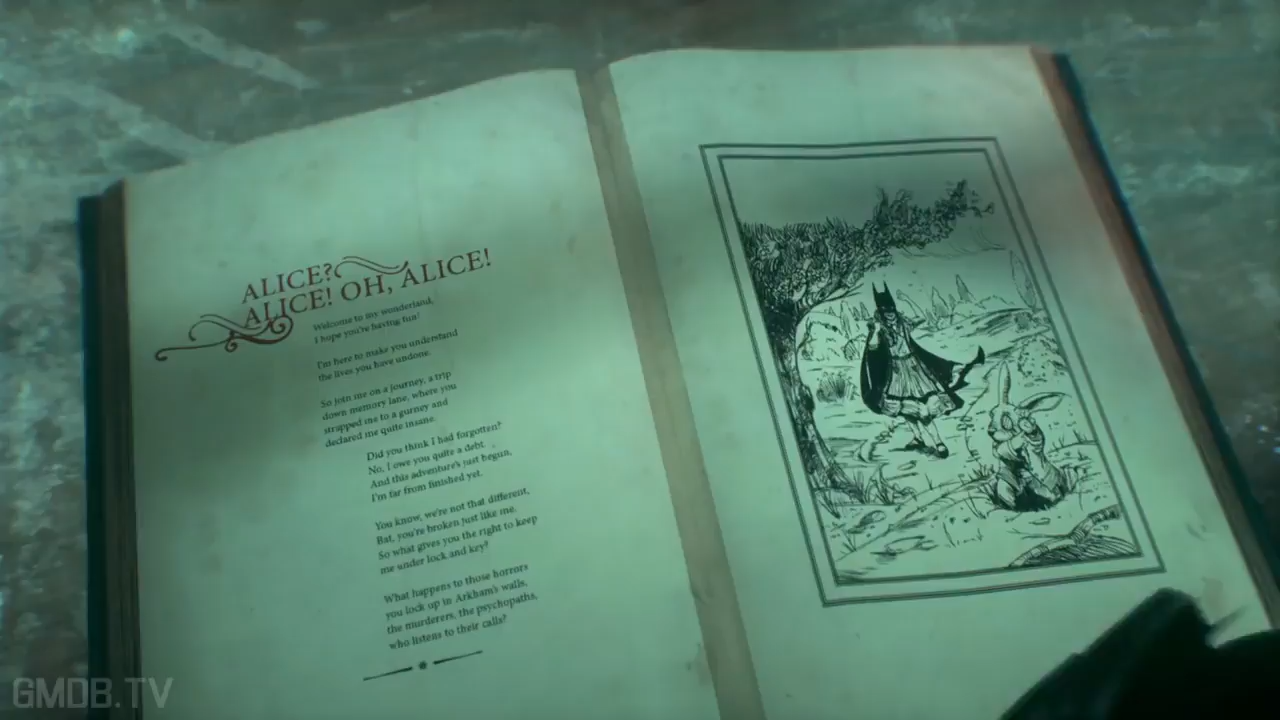 ALICE?
ALICE! OH, ALICE!
Welcome to my wonderland,
I hope you're having fun!
I'm here to make you understand
the lives you have undone.
So join me on a journey, a trip
down memory lane, where you
strapped me to a gurney and
declared me quite insane.
Did you think I had forgotten?
No, I owe you quite a debt.
And this adventure's just begun,
I'm far from finished yet.
You know, we're not that different,
Bat, you're broken just like me.
So what gives you the right to keep
me under lock and key?
What happens to those horrors
you lock up in Arkham's walls,
the murderers, the psychopaths,
who listens to their calls?
GMDB.TV